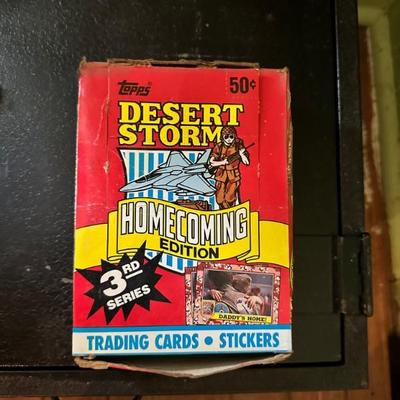 Topps
50¢
DESERT
STORM
HOMECOMING
EDITION
3RD
SERIES
DADDY'S HOME!
TRADING CARDS • STICKERS